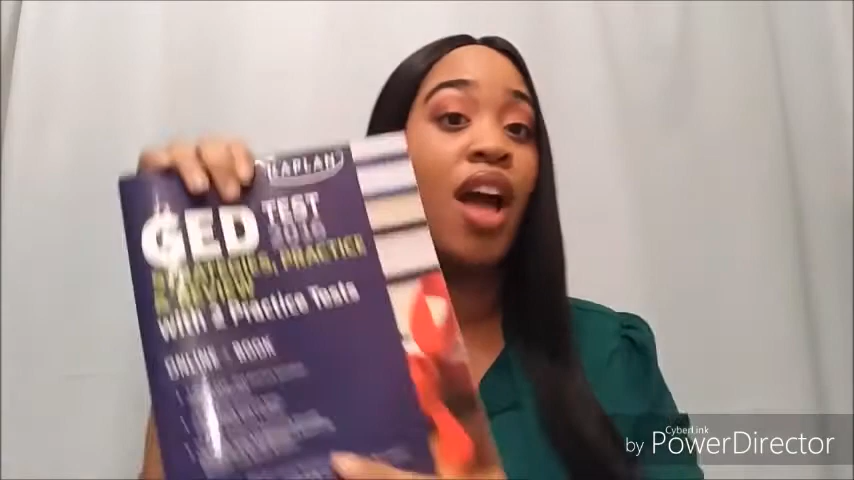 KAPLAN
GED TEST
2016
STRATEGIES, PRACTICE
& REVIEW
with 2 Practice Tests
ONLINE + BOOK
CyberLink
by PowerDirector